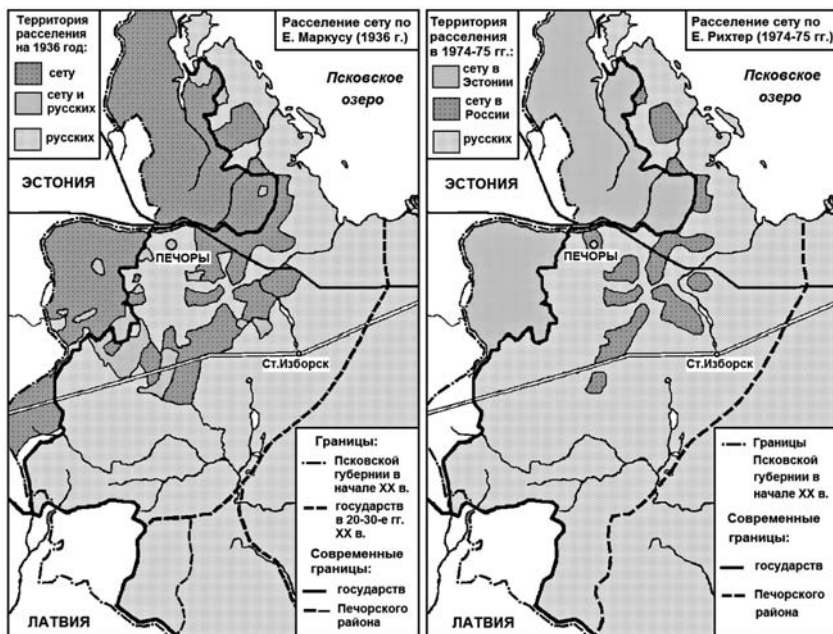 Территория
расселения
на 1936 год:
сету
сету и
русских
русских
Расселение сету по
Е. Маркусу (1936 г.)
Псковское
озеро
ЭСТОНИЯ
ПЕЧОРЫ
Ст.Изборск
Границы:
Псковской
губернии в
начале XX в.
государств
в 20-30-е гг.
XX в.
Современные
границы:
государств
Печорского
района
ЛАТВИЯ
Территория
расселения
в 1974-75 гг.:
сету в
Эстонии
сету в
России
русских
Расселение сету по
Е. Рихтер (1974-75 гг.)
Псковское
озеро
ЭСТОНИЯ
ПЕЧОРЫ
Ст.Изборск
Границы
Псковской
губернии в
начале XX в.
Современные
границы:
государств
Печорского
района
ЛАТВИЯ